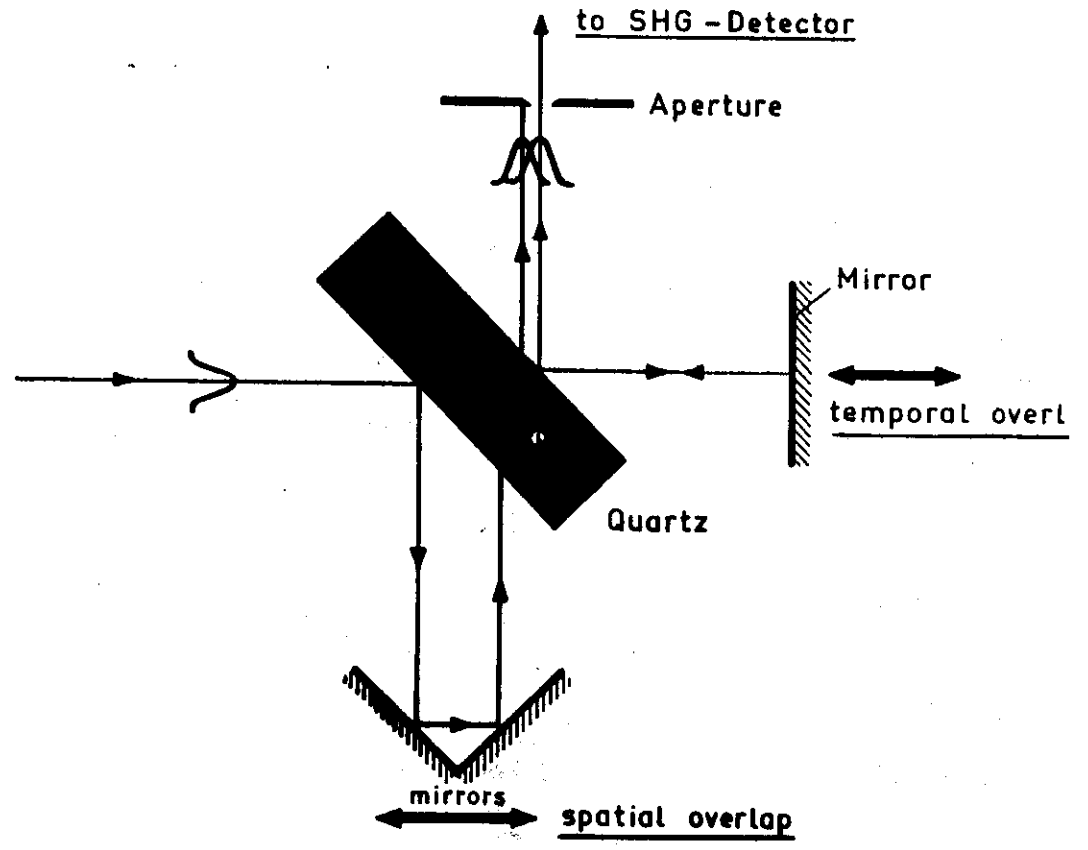 to SHG – Detector
Aperture
Mirror
temporal overl
Quartz
mirrors
spatial overlap